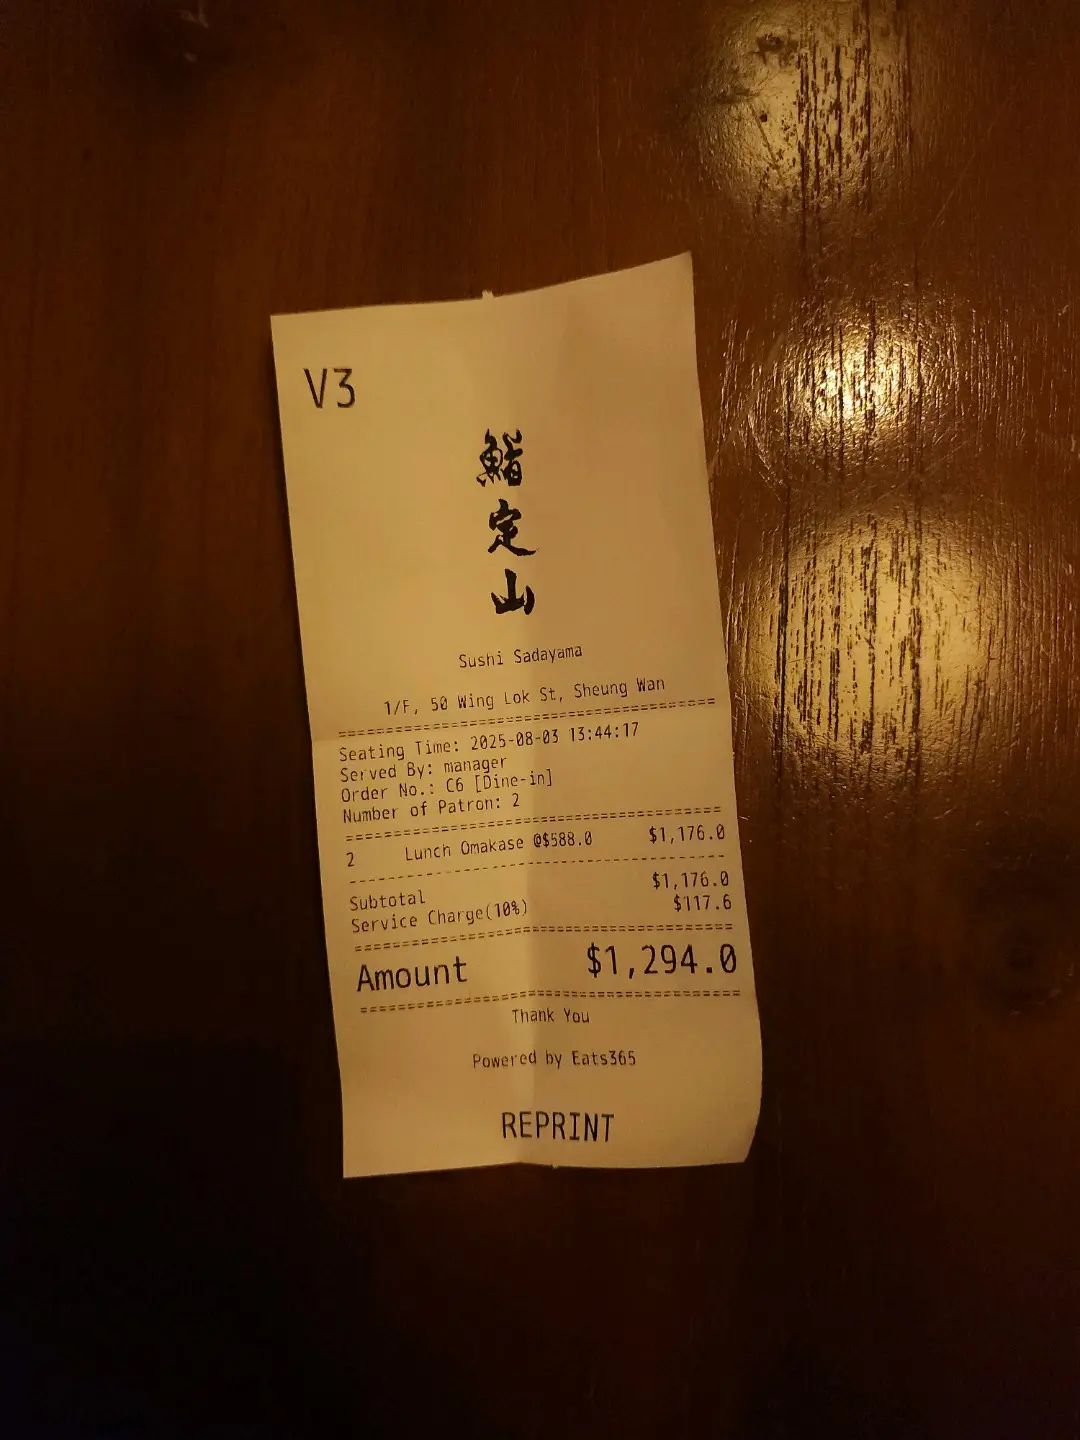 V3
鮨
定
山
Sushi Sadayama
1/F, 50 Wing Lok St, Sheung Wan
Seating Time: 2025-08-03 13:44:17
Served By: manager
Order No.: C6 [Dine-in]
Number of Patron: 2
2 Lunch Omakase @$588.0 $1,176.0
Subtotal $1,176.0
Service Charge(10%) $117.6
Amount $1,294.0
Thank You
Powered by Eats365
REPRINT